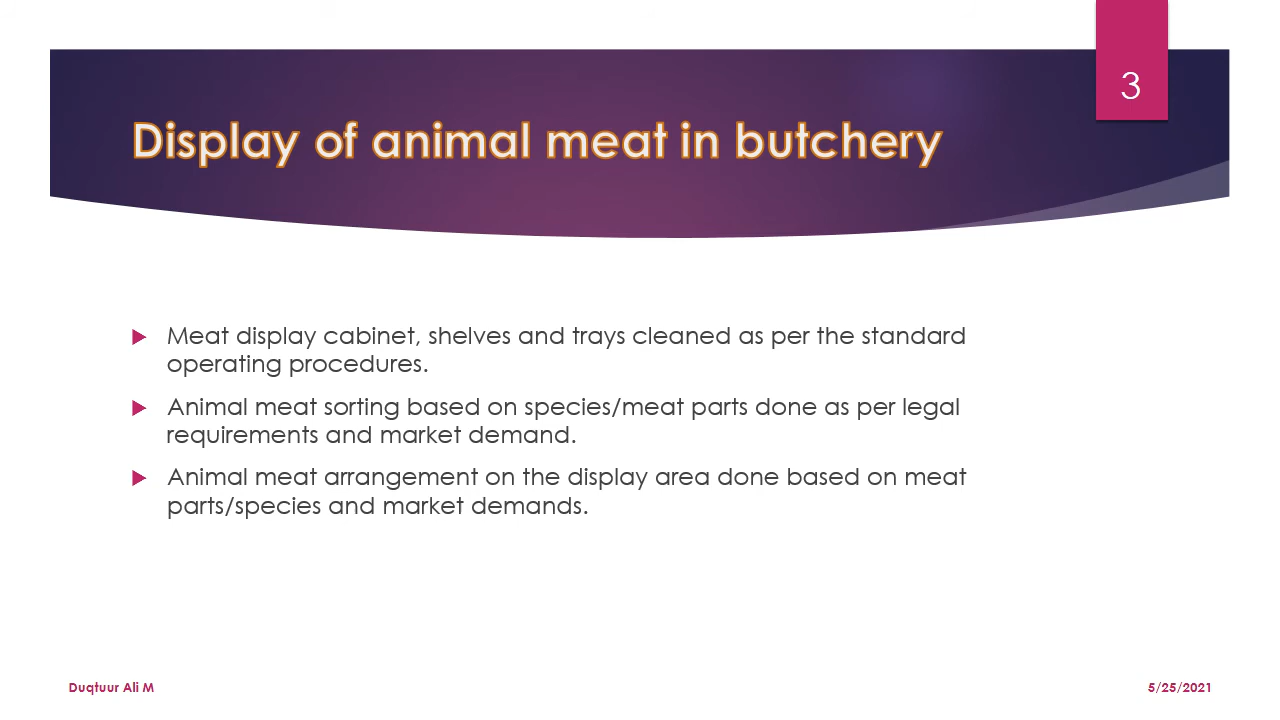 3
Display of animal meat in butchery
Meat display cabinet, shelves and trays cleaned as per the standard
operating procedures.
Animal meat sorting based on species/meat parts done as per legal
requirements and market demand.
Animal meat arrangement on the display area done based on meat
parts/species and market demands.
Duqtuur Ali M
5/25/2021